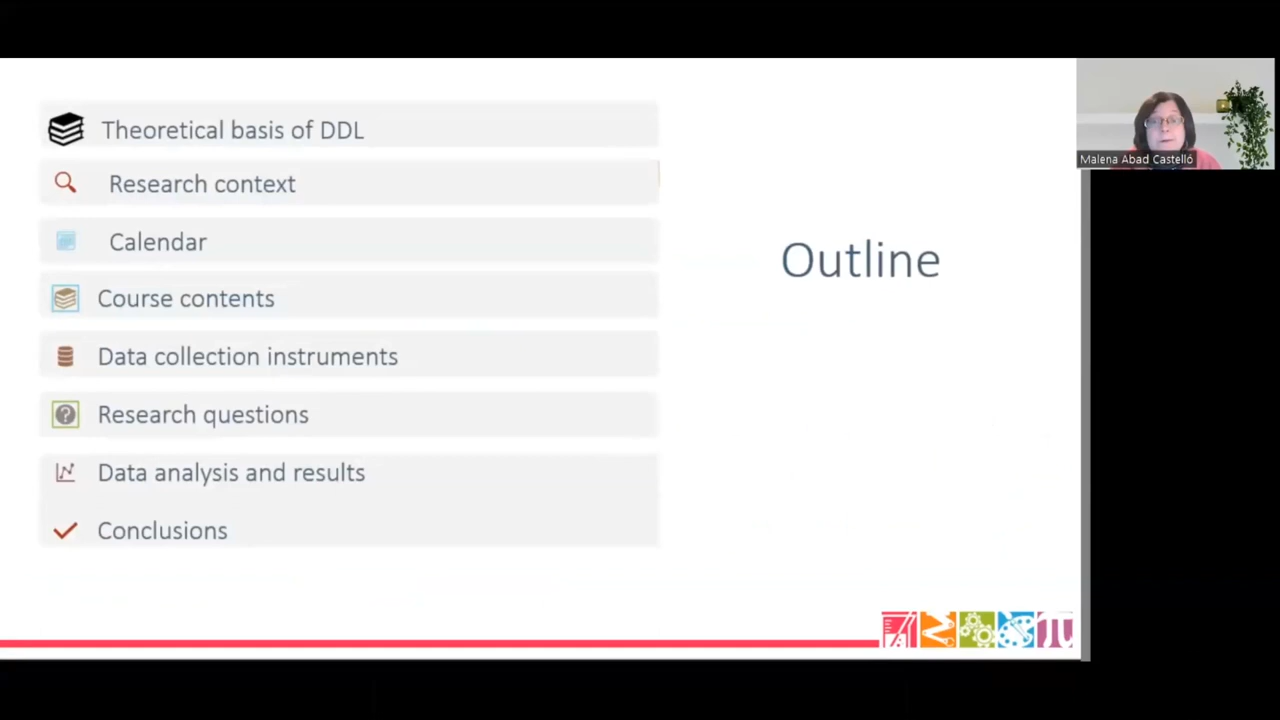 Theoretical basis of DDL
Research context
Calendar
Course contents
Data collection instruments
Research questions
Data analysis and results
Conclusions
Outline
Malena Abad Castelló